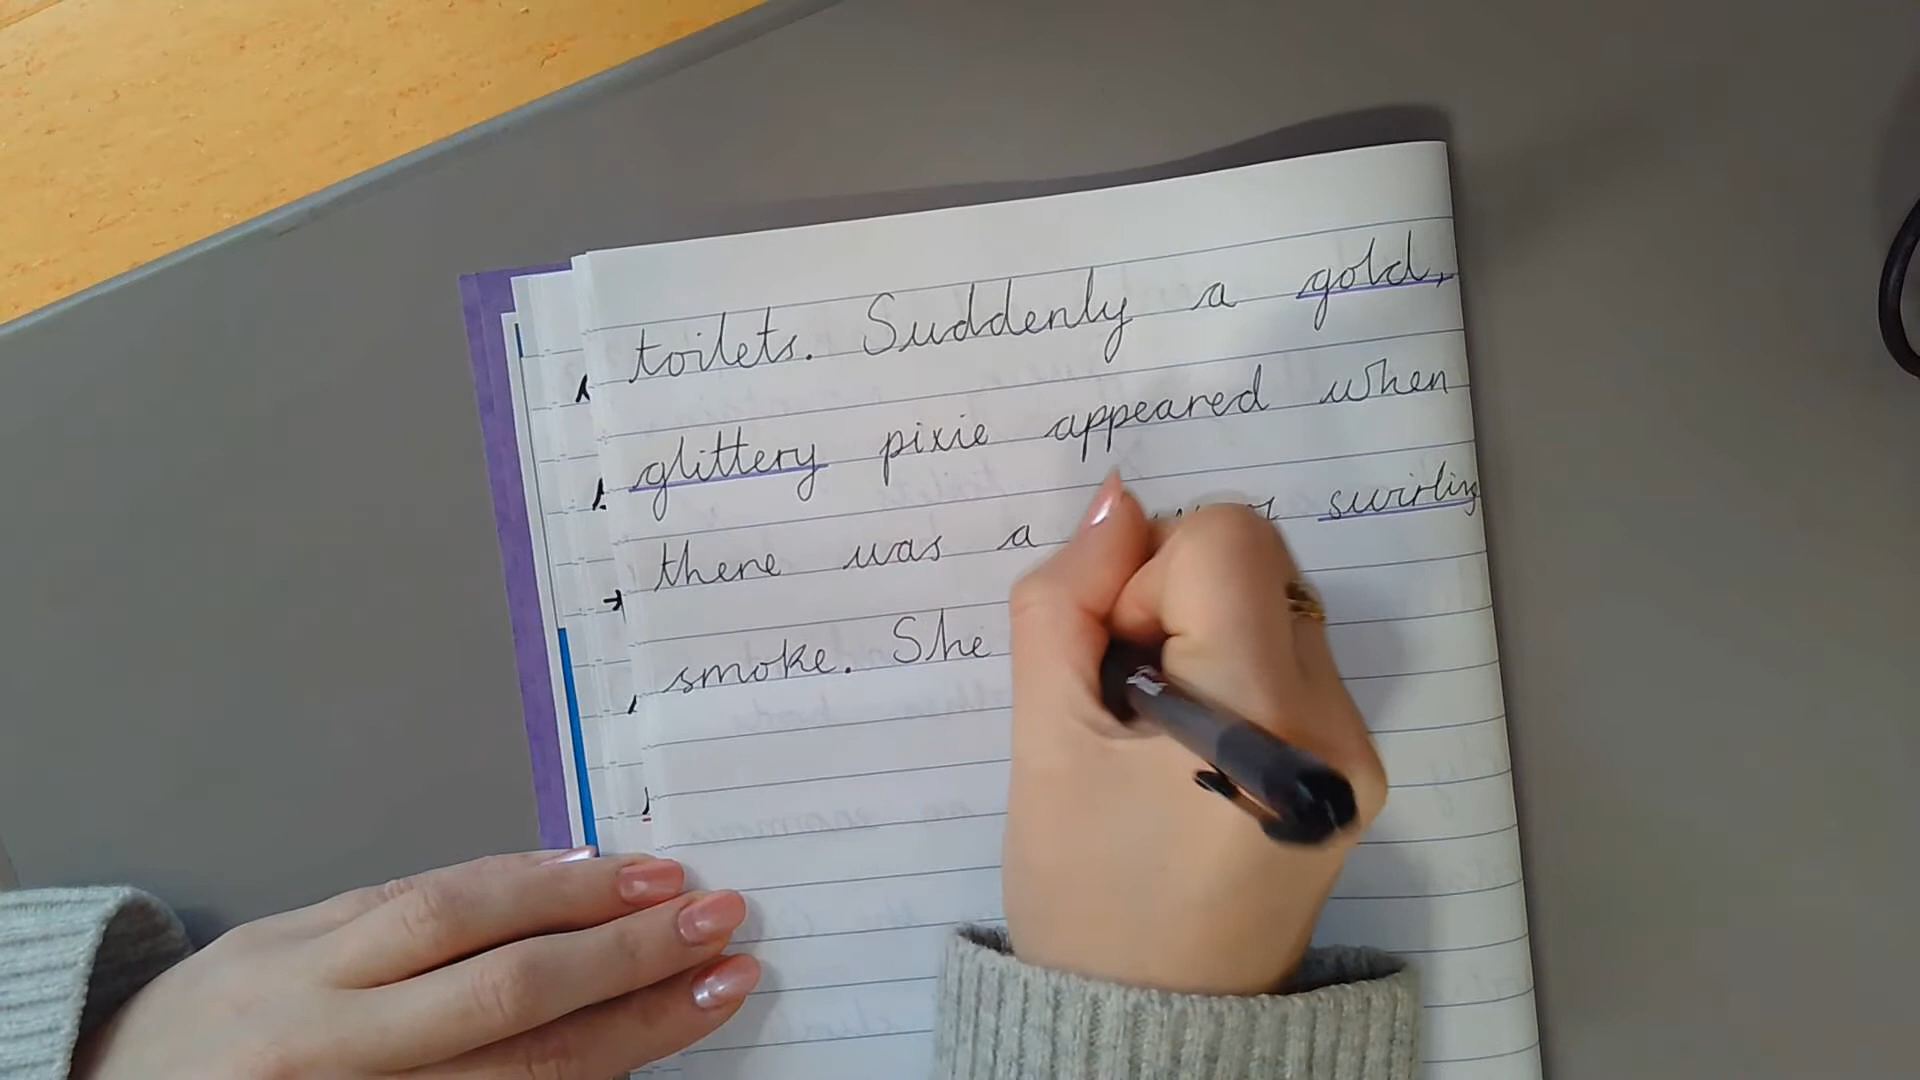 toilets. Suddenly a gold,
glittery pixie appeared when
there was a swirling
smoke. She